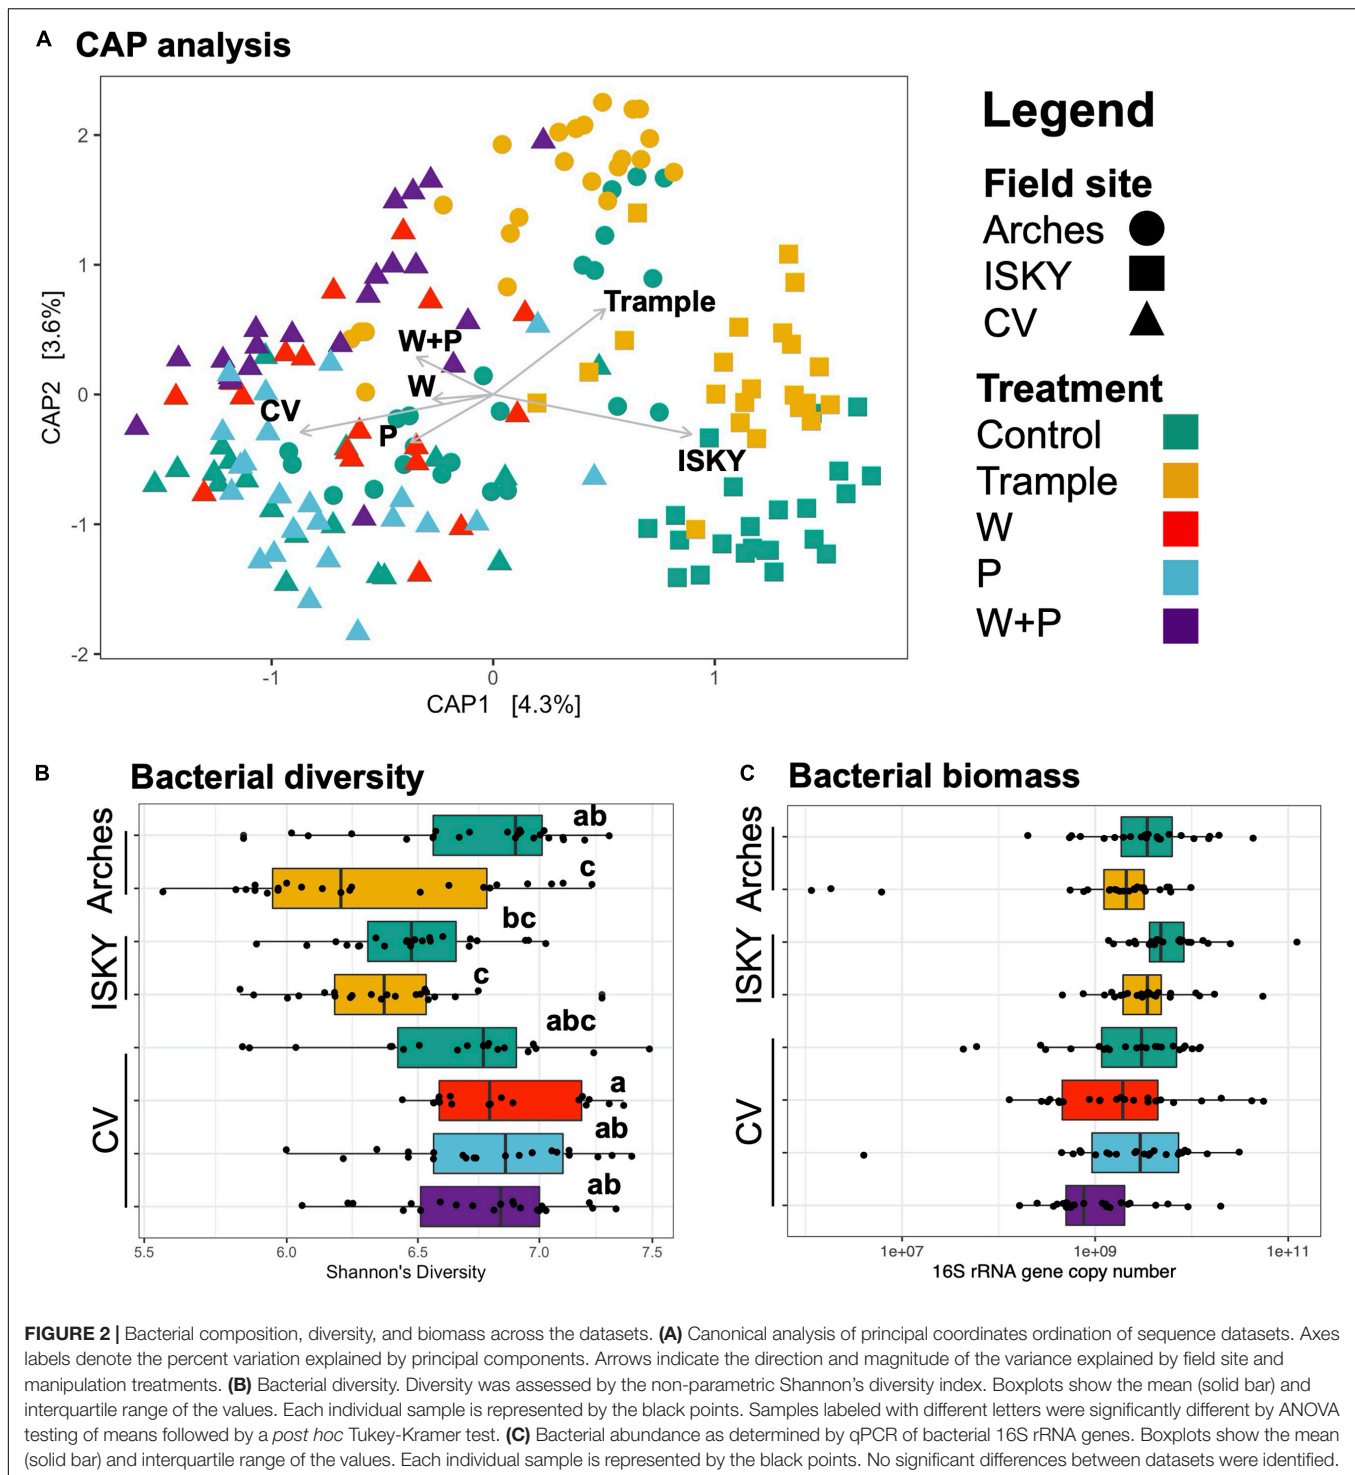 A CAP analysis
CAP2 [3.6%]
2
1
0
-1
-2
Trample
W+P
W
CV
P
ISKY
-1 0 1
CAP1 [4.3%]
Legend
Field site
Arches
ISKY
CV
Treatment
Control
Trample
W
P
W+P
B Bacterial diversity
Arches
ISKY
CV
ab
c
bc
c
abc
a
ab
ab
5.5 6.0 6.5 7.0 7.5
Shannon's Diversity
C Bacterial biomass
Arches
ISKY
CV
1e+07 1e+09 1e+11
16S rRNA gene copy number
FIGURE 2 | Bacterial composition, diversity, and biomass across the datasets. (A) Canonical analysis of principal coordinates ordination of sequence datasets. Axes
labels denote the percent variation explained by principal components. Arrows indicate the direction and magnitude of the variance explained by field site and
manipulation treatments. (B) Bacterial diversity. Diversity was assessed by the non-parametric Shannon's diversity index. Boxplots show the mean (solid bar) and
interquartile range of the values. Each individual sample is represented by the black points. Samples labeled with different letters were significantly different by ANOVA
testing of means followed by a post hoc Tukey-Kramer test. (C) Bacterial abundance as determined by qPCR of bacterial 16S rRNA genes. Boxplots show the mean
(solid bar) and interquartile range of the values. Each individual sample is represented by the black points. No significant differences between datasets were identified.